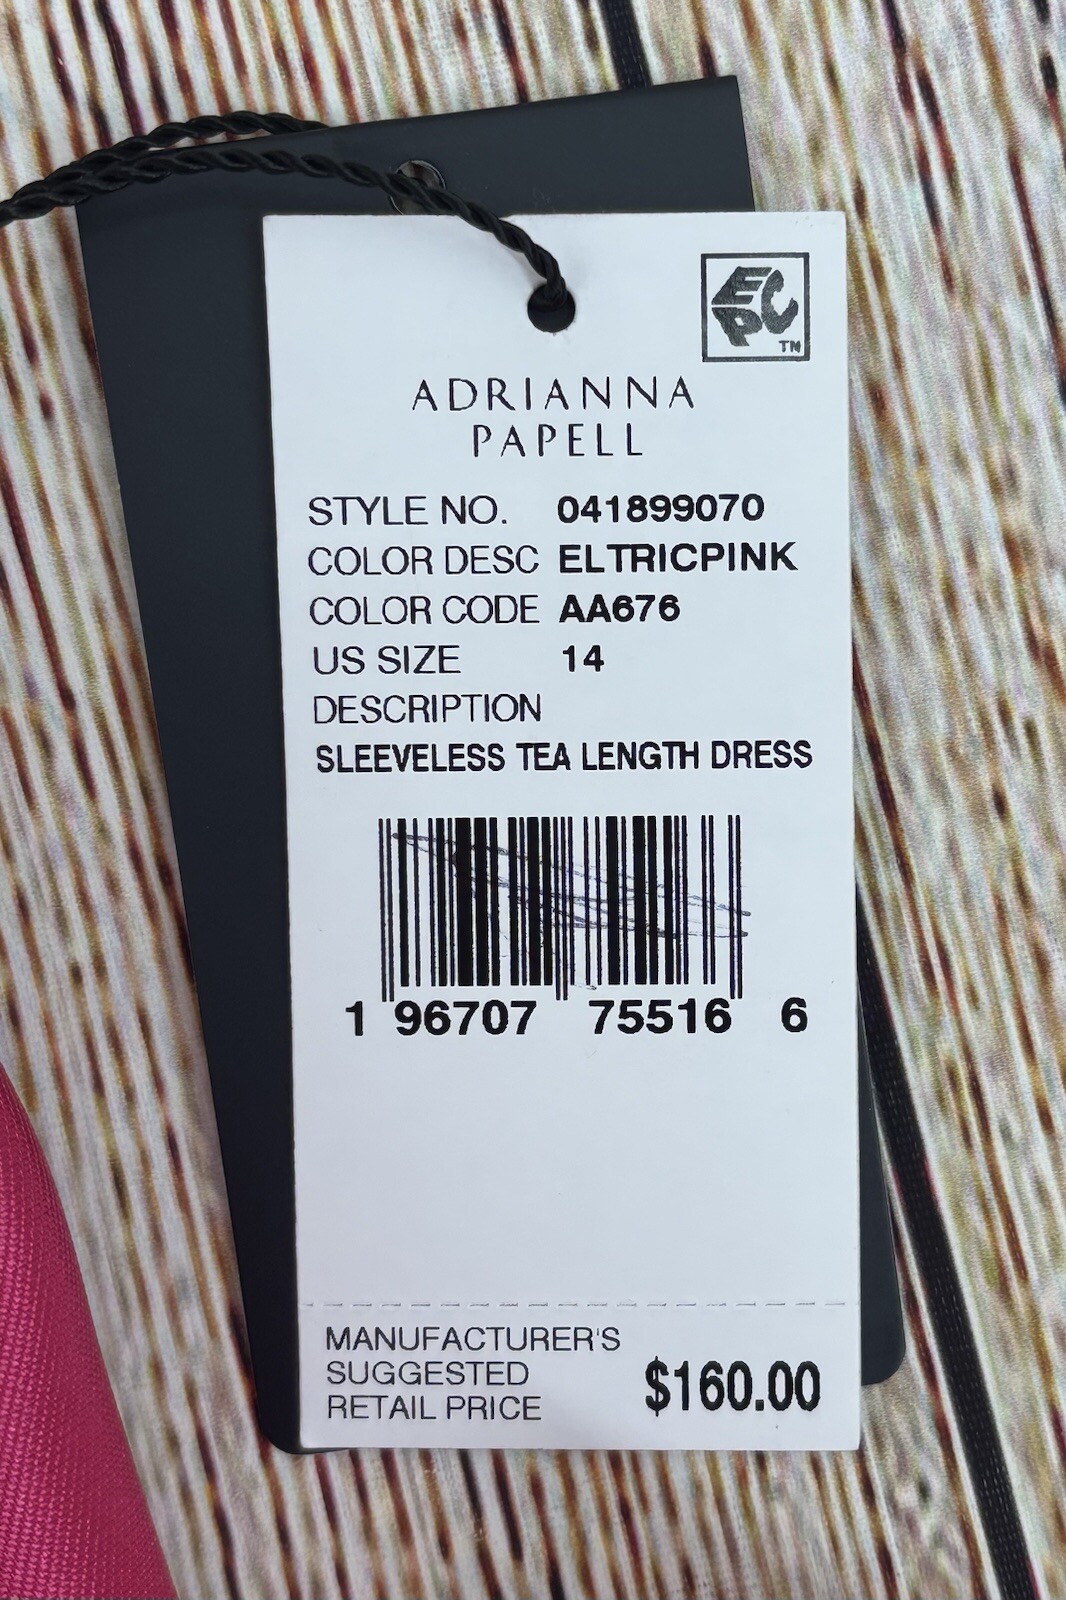 EPC
TM
ADRIANNA
PAPELL
STYLE NO. 041899070
COLOR DESC ELTRICPINK
COLOR CODE AA676
US SIZE 14
DESCRIPTION
SLEEVELESS TEA LENGTH DRESS
1 96707 75516 6
MANUFACTURER'S
SUGGESTED
RETAIL PRICE $160.00